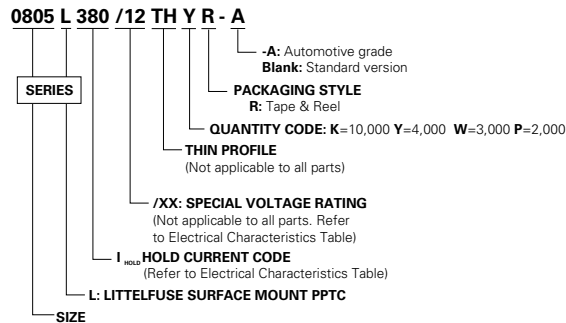 0805 L 380 /12 TH Y R - A
-A: Automotive grade
Blank: Standard version
SERIES
PACKAGING STYLE
R: Tape & Reel
QUANTITY CODE: K=10,000 Y=4,000 W=3,000 P=2,000
THIN PROFILE
(Not applicable to all parts)
/XX: SPECIAL VOLTAGE RATING
(Not applicable to all parts. Refer
to Electrical Characteristics Table)
I HOLD HOLD CURRENT CODE
(Refer to Electrical Characteristics Table)
L: LITTELFUSE SURFACE MOUNT PPTC
SIZE